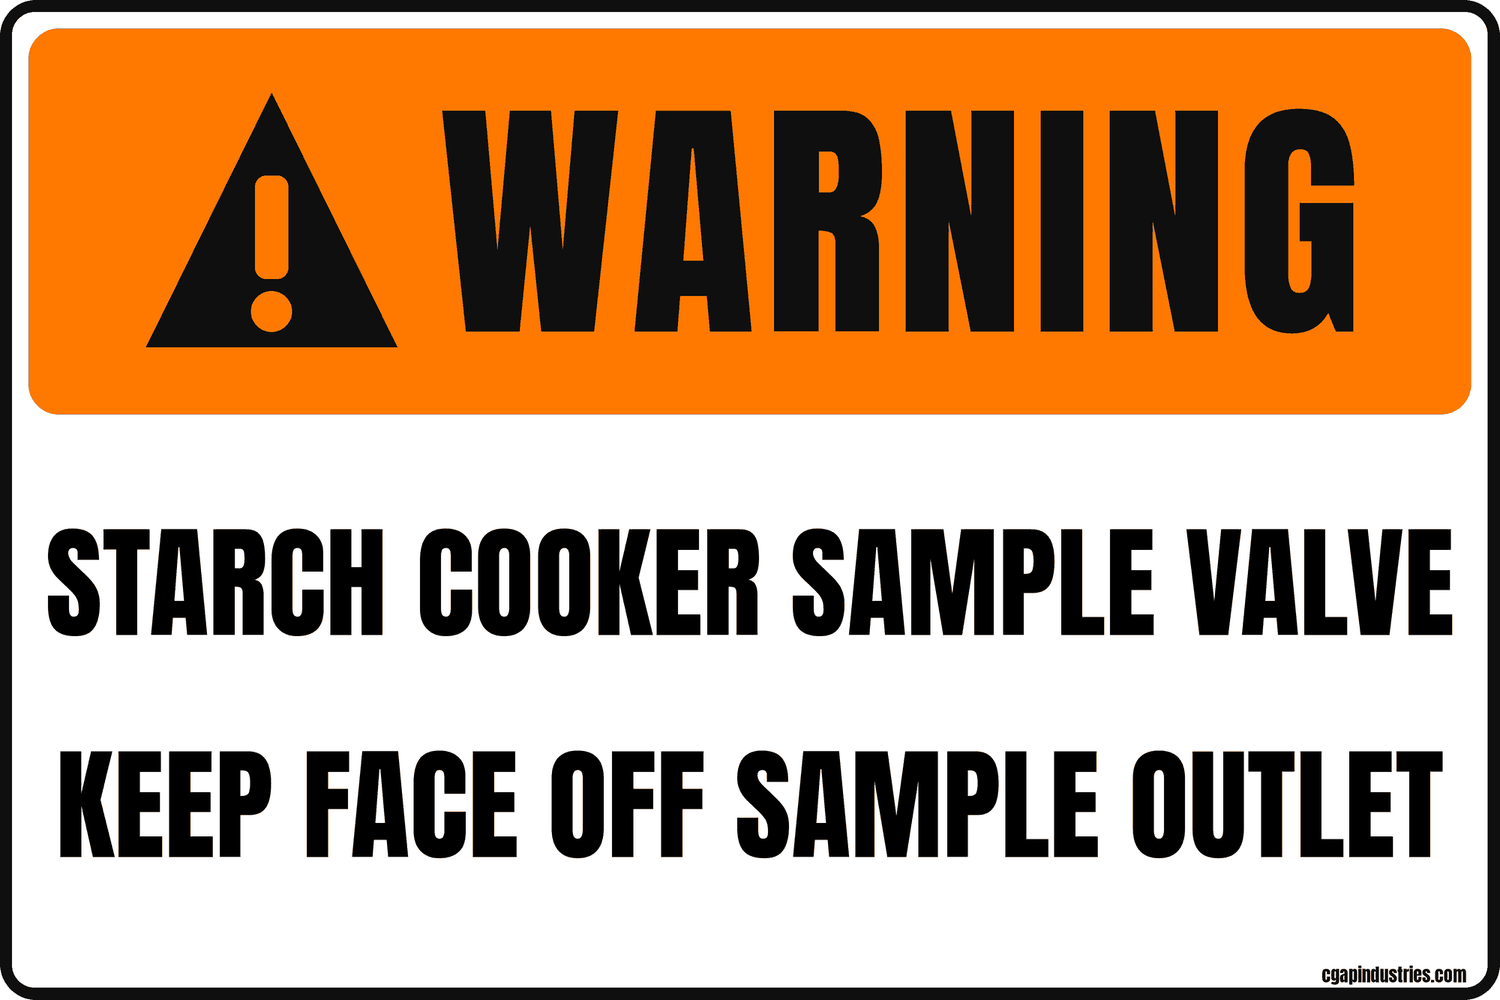 WARNING
STARCH COOKER SAMPLE VALVE
KEEP FACE OFF SAMPLE OUTLET
cgapindustries.com